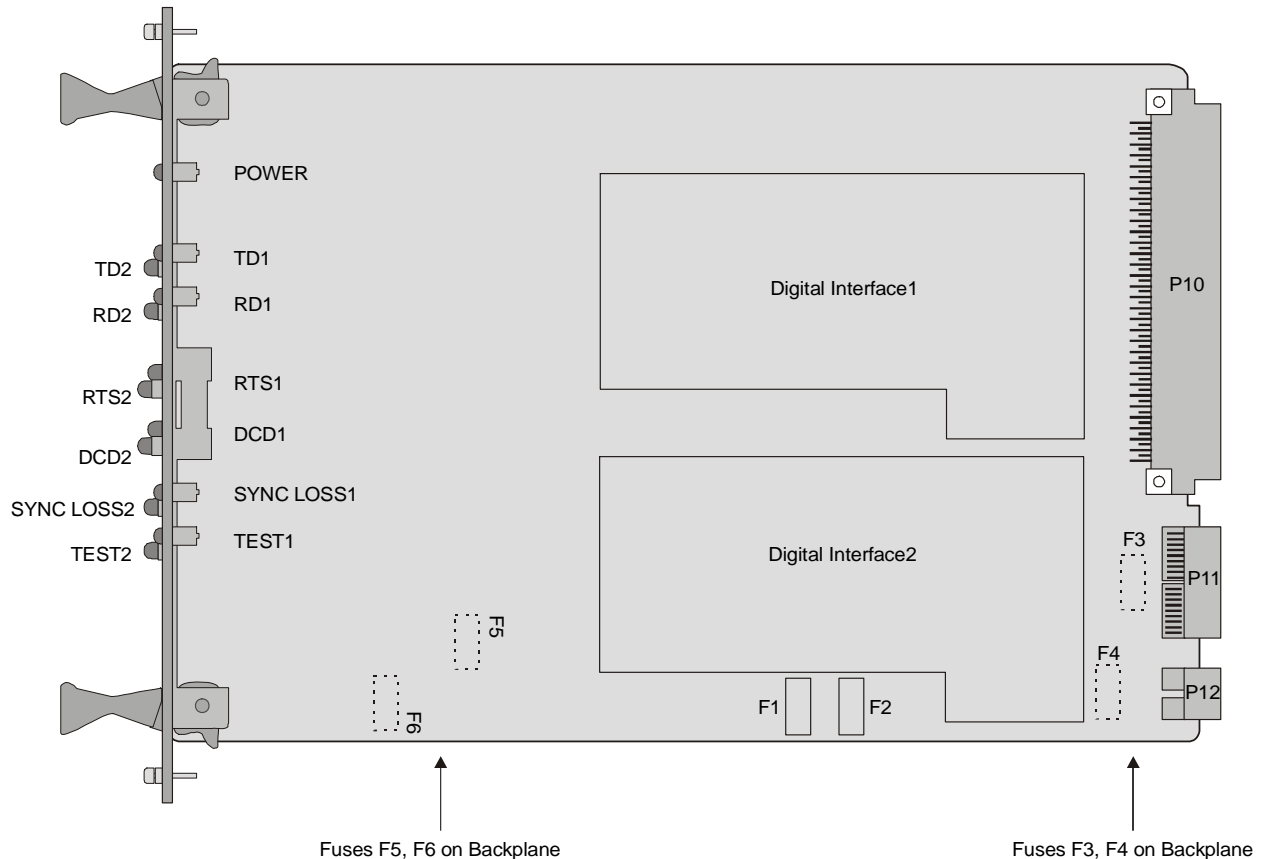 POWER
TD1
TD2
RD1
RD2
RTS1
RTS2
DCD1
DCD2
SYNC LOSS1
SYNC LOSS2
TEST1
TEST2
Digital Interface1
P10
Digital Interface2
F3
P11
F5
F4
P12
F6
F1
F2
Fuses F5, F6 on Backplane
Fuses F3, F4 on Backplane